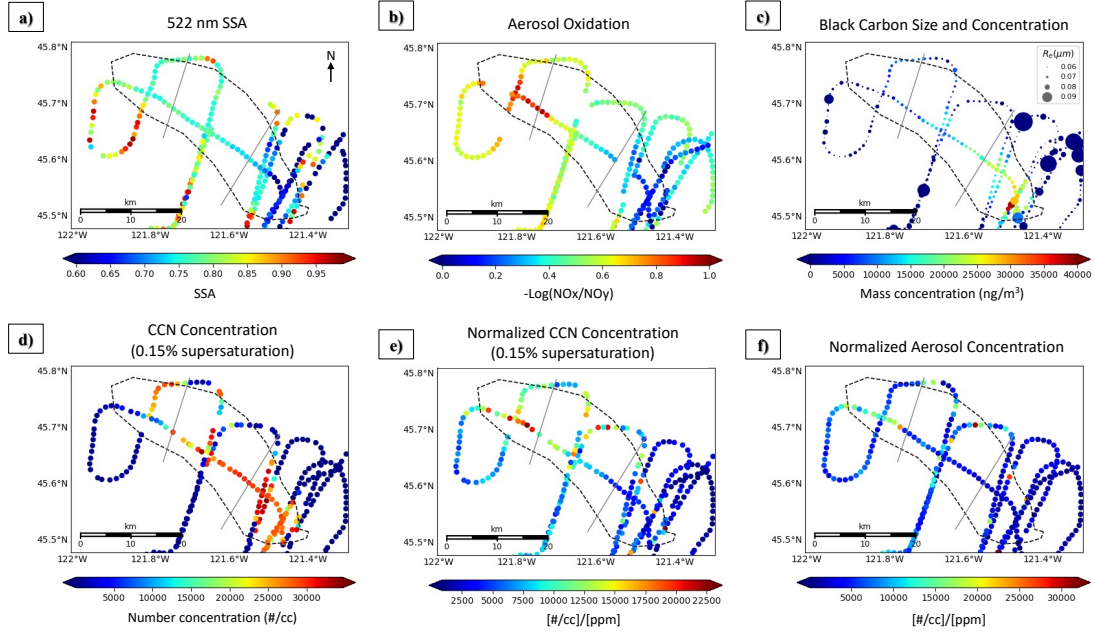 a)
522 nm SSA
45.8°N
45.7°N
45.6°N
45.5°N
N
km
0 10 20
122°W 121.8°W 121.6°W 121.4°W
0.60 0.65 0.70 0.75 0.80 0.85 0.90 0.95
SSA
b)
Aerosol Oxidation
45.8°N
45.7°N
45.6°N
45.5°N
km
0 10 20
122°W 121.8°W 121.6°W 121.4°W
0.0 0.2 0.4 0.6 0.8 1.0
-Log(NOx/NOy)
c)
Black Carbon Size and Concentration
45.8°N
45.7°N
45.6°N
45.5°N
Re(μm)
0.06
0.07
0.08
0.09
km
0 10 20
122°W 121.8°W 121.6°W 121.4°W
0 5000 10000 15000 20000 25000 30000 35000 40000
Mass concentration (ng/m³)
d)
CCN Concentration
(0.15% supersaturation)
45.8°N
45.7°N
45.6°N
45.5°N
km
0 10 20
122°W 121.8°W 121.6°W 121.4°W
5000 10000 15000 20000 25000 30000
Number concentration (#/cc)
e)
Normalized CCN Concentration
(0.15% supersaturation)
45.8°N
45.7°N
45.6°N
45.5°N
km
0 10 20
122°W 121.8°W 121.6°W 121.4°W
2500 5000 7500 10000 12500 15000 17500 20000 22500
[#/cc]/[ppm]
f)
Normalized Aerosol Concentration
45.8°N
45.7°N
45.6°N
45.5°N
km
0 10 20
122°W 121.8°W 121.6°W 121.4°W
5000 10000 15000 20000 25000 30000
[#/cc]/[ppm]